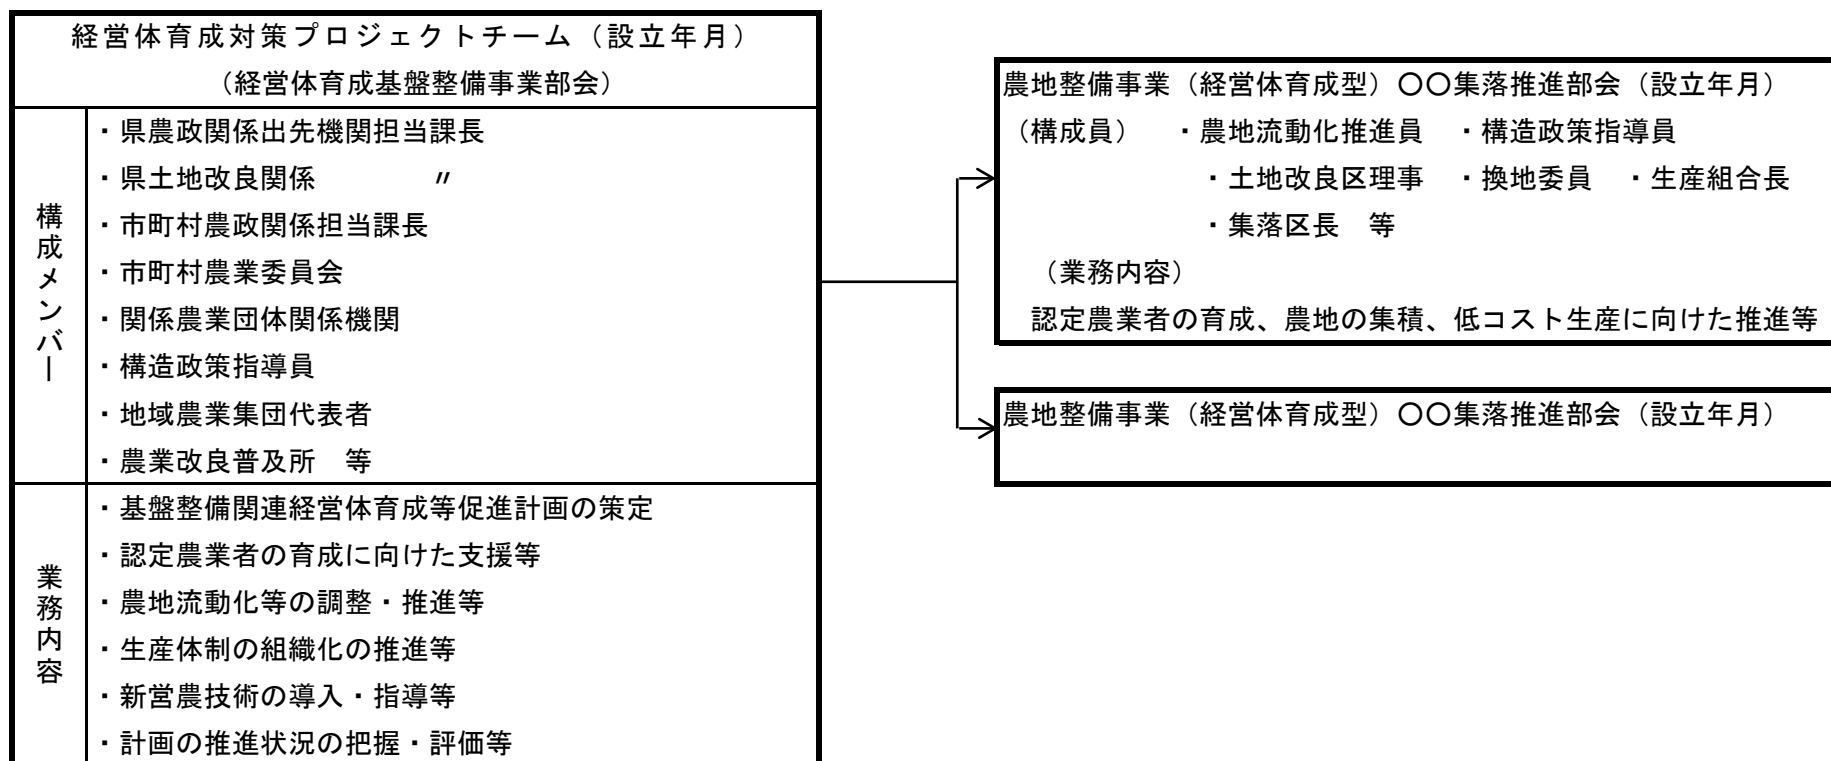 経営体育成対策プロジェクトチーム（設立年月）
（経営体育成基盤整備事業部会）
構成メンバー
・県農政関係出先機関担当課長
・県土地改良関係　　　　〃
・市町村農政関係担当課長
・市町村農業委員会
・関係農業団体関係機関
・構造政策指導員
・地域農業集団代表者
・農業改良普及所　等
業務内容
・基盤整備関連経営体育成等促進計画の策定
・認定農業者の育成に向けた支援等
・農地流動化等の調整・推進等
・生産体制の組織化の推進等
・新営農技術の導入・指導等
・計画の推進状況の把握・評価等
農地整備事業（経営体育成型）〇〇集落推進部会（設立年月）
（構成員）　・農地流動化推進員　・構造政策指導員
・土地改良区理事　・換地委員　・生産組合長
・集落区長　等
（業務内容）
認定農業者の育成、農地の集積、低コスト生産に向けた推進等
農地整備事業（経営体育成型）〇〇集落推進部会（設立年月）